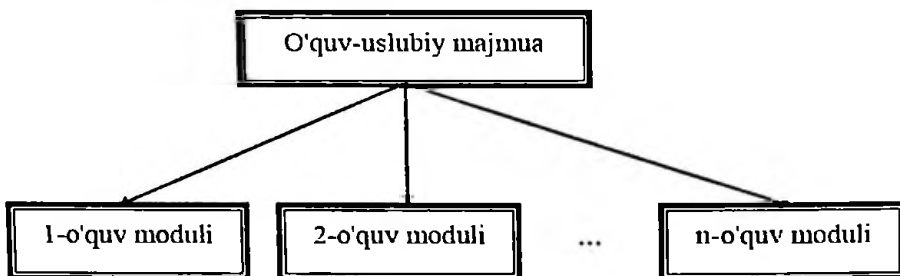 O'quv-uslubiy majmua
1-o'quv moduli
2-o'quv moduli
...
n-o'quv moduli